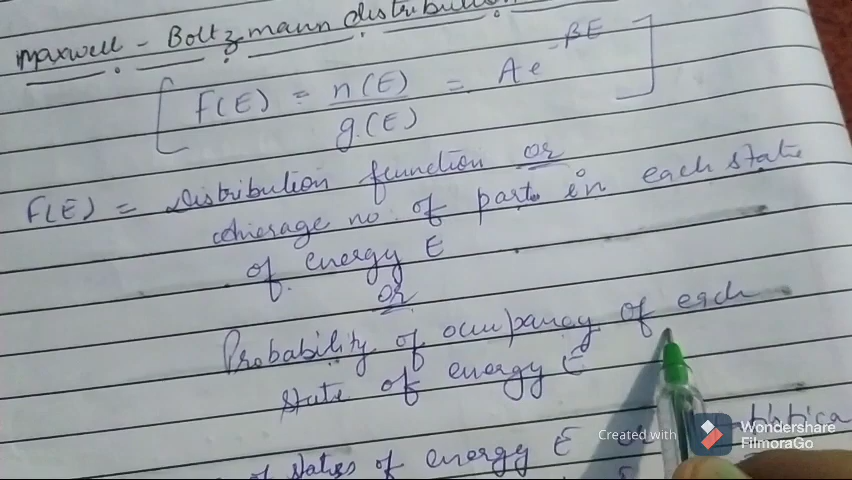 Maxwell - Boltzmann distribution
[ F(E) = n(E) / g.(E) = A e^-βE ]
F(E) = distribution function or
average no. of parts in each state
of energy E
or
Probability of occupancy of each
state of energy E
of states of energy E
Created with Wondershare
FilmoraGo